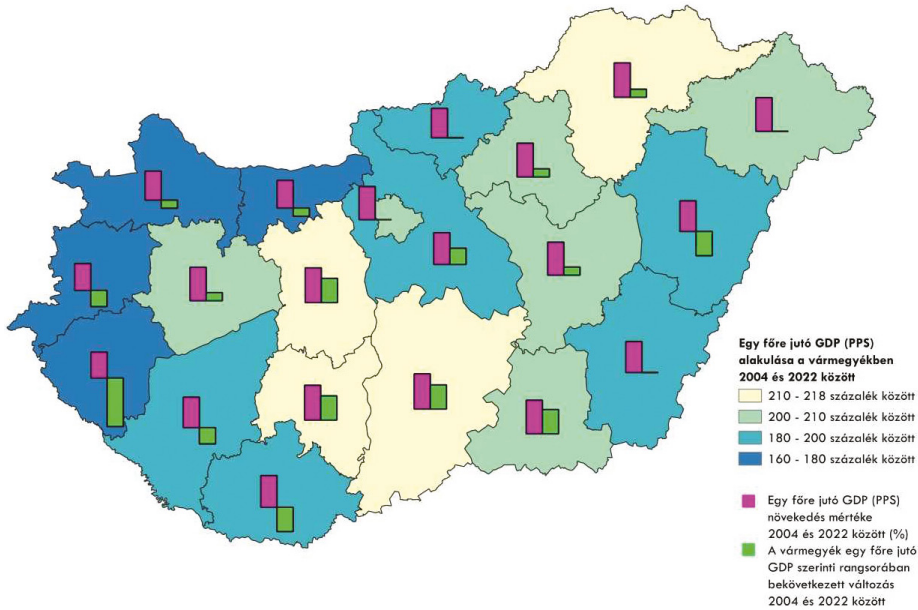 Egy főre jutó GDP (PPS)
alakulása a vármegyékben
2004 és 2022 között
210 - 218 százalék között
200 - 210 százalék között
180 - 200 százalék között
160 - 180 százalék között
Egy főre jutó GDP (PPS)
növekedés mértéke
2004 és 2022 között (%)
A vármegyék egy főre jutó
GDP szerinti rangsorában
bekövetkezett változás
2004 és 2022 között